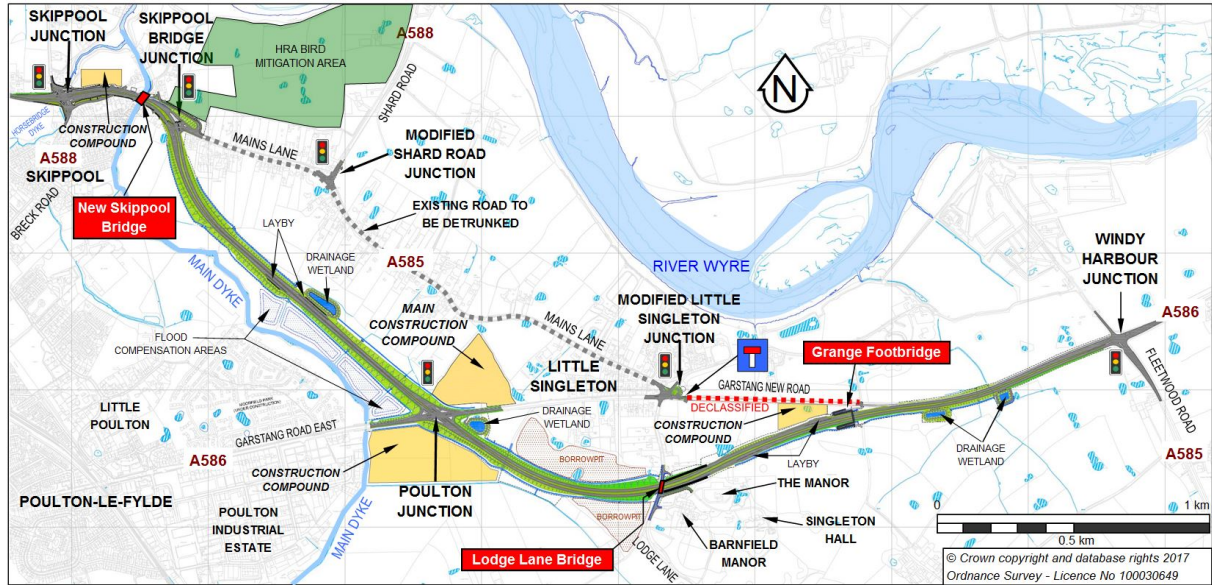 SKIPPOOL
JUNCTION
SKIPPOOL
BRIDGE
JUNCTION
HRA BIRD
MITIGATION AREA
A588
SHARD ROAD
N
HORSEBRIDGE
DYKE
CONSTRUCTION
COMPOUND
A588
SKIPPOOL
BRECK ROAD
MAINS LANE
MODIFIED
SHARD ROAD
JUNCTION
New Skippool
Bridge
EXISTING ROAD TO
BE DETRUNKED
LAYBY
DRAINAGE
WETLAND
A585
RIVER WYRE
WINDY
HARBOUR
JUNCTION
MAIN DYKE
MAIN
CONSTRUCTION
COMPOUND
MAINS LANE
MODIFIED LITTLE
SINGLETON
JUNCTION
A586
FLOOD
COMPENSATION AREAS
Grange Footbridge
FLEETWOOD ROAD
LITTLE
SINGLETON
GARSTANG NEW ROAD
DECLASSIFIED
LITTLE
POULTON
GARSTANG ROAD EAST
DRAINAGE
WETLAND
CONSTRUCTION
COMPOUND
DRAINAGE
WETLAND
A586
CONSTRUCTION
COMPOUND
BORROWPIT
LAYBY
A585
POULTON-LE-FYLDE
POULTON
JUNCTION
THE MANOR
POULTON
INDUSTRIAL
ESTATE
MAIN DYKE
BORROWPIT
SINGLETON
HALL
LODGE LANE
BARNFIELD
MANOR
Lodge Lane Bridge
0
1 km
0.5 km
© Crown copyright and database rights 2017
Ordnance Survey - Licence No 100030649